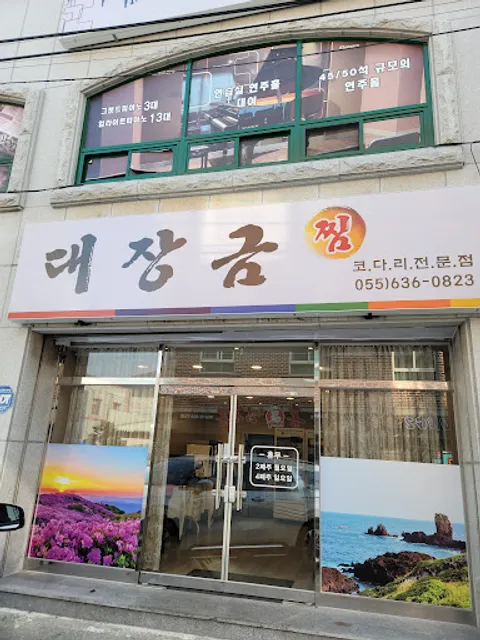 그랜드피아노 3대
업라이트피아노 13대
연습실 연주홀
대여
45/50석 규모의
연주홀
대장금
찜
코.다.리.전.문.점
055)636-0823
- 휴무 -
2째주 월요일
4째주 일요일